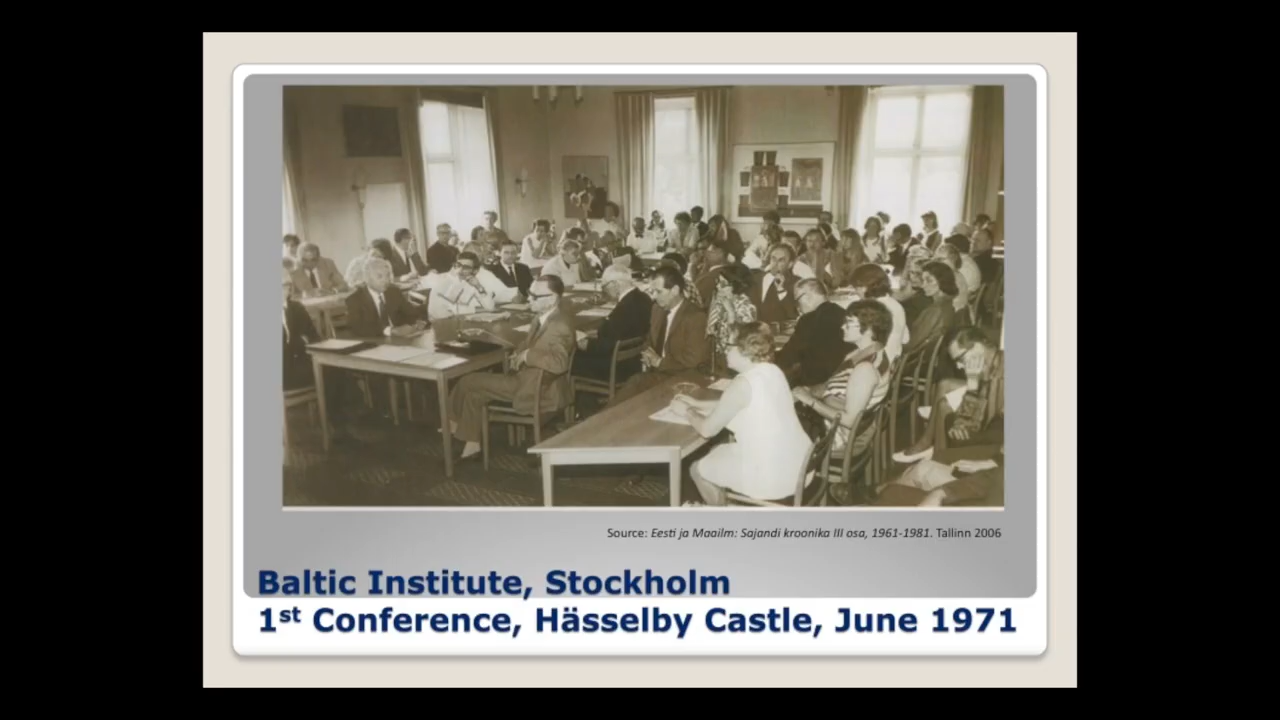 Source: Eesti ja Maailm: Sajandi kroonika III osa, 1961-1981. Tallinn 2006
Baltic Institute, Stockholm
1st Conference, Hässelby Castle, June 1971